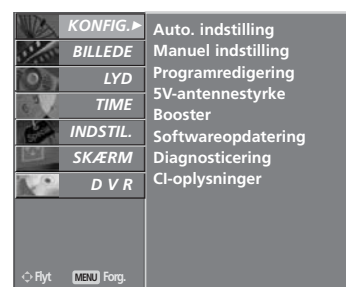 KONFIG.
BILLEDE
LYD
TIME
INDSTIL.
SKÆRM
D V R
Auto. indstilling
Manuel indstilling
Programredigering
5V-antennestyrke
Booster
Softwareopdatering
Diagnosticering
CI-oplysninger
Flyt MENU Forg.